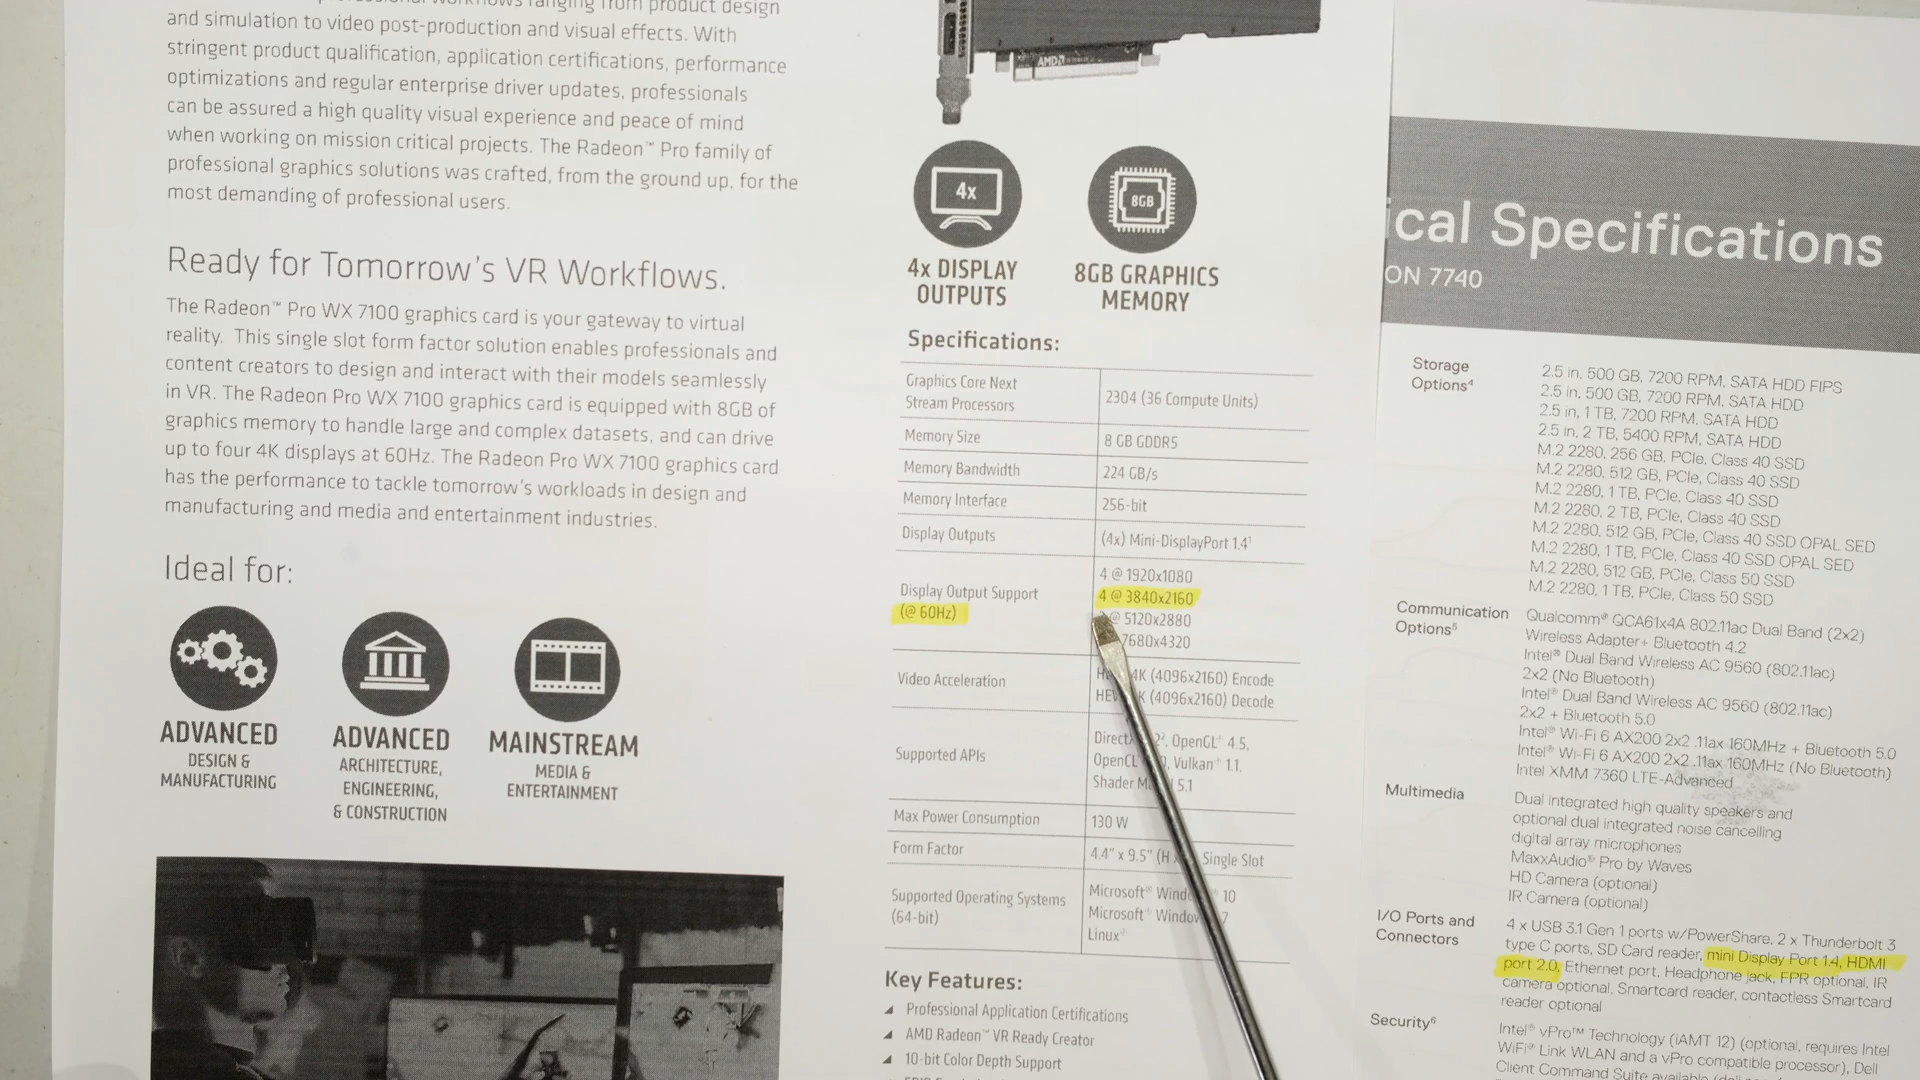 professional workflows ranging from product design
and simulation to video post-production and visual effects. With
stringent product qualification, application certifications, performance
optimizations and regular enterprise driver updates, professionals
can be assured a high quality visual experience and peace of mind
when working on mission critical projects. The Radeon™ Pro family of
professional graphics solutions was crafted, from the ground up, for the
most demanding of professional users.
Ready for Tomorrow's VR Workflows.
The Radeon™ Pro WX 7100 graphics card is your gateway to virtual
reality. This single slot form factor solution enables professionals and
content creators to design and interact with their models seamlessly
in VR. The Radeon Pro WX 7100 graphics card is equipped with 8GB of
graphics memory to handle large and complex datasets, and can drive
up to four 4K displays at 60Hz. The Radeon Pro WX 7100 graphics card
has the performance to tackle tomorrow's workloads in design and
manufacturing and media and entertainment industries.
Ideal for:
ADVANCED
DESIGN &
MANUFACTURING
ADVANCED
ARCHITECTURE,
ENGINEERING,
& CONSTRUCTION
MAINSTREAM
MEDIA &
ENTERTAINMENT
AMD
4x
8GB
4x DISPLAY
OUTPUTS
8GB GRAPHICS
MEMORY
Specifications:
Graphics Core Next
Stream Processors
2304 (36 Compute Units)
Memory Size
8 GB GDDR5
Memory Bandwidth
224 GB/s
Memory Interface
256-bit
Display Outputs
(4x) Mini-DisplayPort 1.4¹
Display Output Support
(@ 60Hz)
4 @ 1920x1080
4 @ 3840x2160
@ 5120x2880
7680x4320
Video Acceleration
4K (4096x2160) Encode
(4096x2160) Decode
Supported APIs
OpenGL® 4.5,
Vulkan® 1.1,
Shader 5.1
Max Power Consumption
130 W
Form Factor
4.4" x 9.5" Single Slot
Supported Operating Systems
(64-bit)
Microsoft® 10
Microsoft® 7
Linux®
Key Features:
Professional Application Certifications
AMD Radeon™ VR Ready Creator
10-bit Color Depth Support
ical Specifications
ON 7740
Storage
Options⁴
2.5 in, 500 GB, 7200 RPM, SATA HDD FIPS
2.5 in, 500 GB, 7200 RPM, SATA HDD
2.5 in, 1 TB, 7200 RPM, SATA HDD
2.5 in, 2 TB, 5400 RPM, SATA HDD
M.2 2280, 256 GB, PCIe, Class 40 SSD
M.2 2280, 512 GB, PCIe, Class 40 SSD
M.2 2280, 1 TB, PCIe, Class 40 SSD
M.2 2280, 2 TB, PCIe, Class 40 SSD
M.2 2280, 512 GB, PCIe, Class 40 SSD OPAL SED
M.2 2280, 1 TB, PCIe, Class 40 SSD OPAL SED
M.2 2280, 512 GB, PCIe, Class 50 SSD
M.2 2280, 1 TB, PCIe, Class 50 SSD
Communication
Options⁵
Qualcomm® QCA61x4A 802.11ac Dual Band (2x2)
Wireless Adapter+ Bluetooth 4.2
Intel® Dual Band Wireless AC 9560 (802.11ac)
2x2 (No Bluetooth)
Intel® Dual Band Wireless AC 9560 (802.11ac)
2x2 + Bluetooth 5.0
Intel® Wi-Fi 6 AX200 2x2 .11ax 160MHz + Bluetooth 5.0
Intel® Wi-Fi 6 AX200 2x2 .11ax 160MHz (No Bluetooth)
Intel XMM 7360 LTE-Advanced
Multimedia
Dual integrated high quality speakers and
optional dual integrated noise cancelling
digital array microphones
MaxxAudio® Pro by Waves
HD Camera (optional)
IR Camera (optional)
I/O Ports and
Connectors
4 x USB 3.1 Gen 1 ports w/PowerShare, 2 x Thunderbolt 3
type C ports, SD Card reader, mini Display Port 1.4, HDMI
port 2.0, Ethernet port, Headphone jack, FPR optional, IR
camera optional, Smartcard reader, contactless Smartcard
reader optional
Security⁶
Intel® vPro™ Technology (iAMT 12) (optional, requires Intel
WiFi® Link WLAN and a vPro compatible processor), Dell
Client Command Suite available